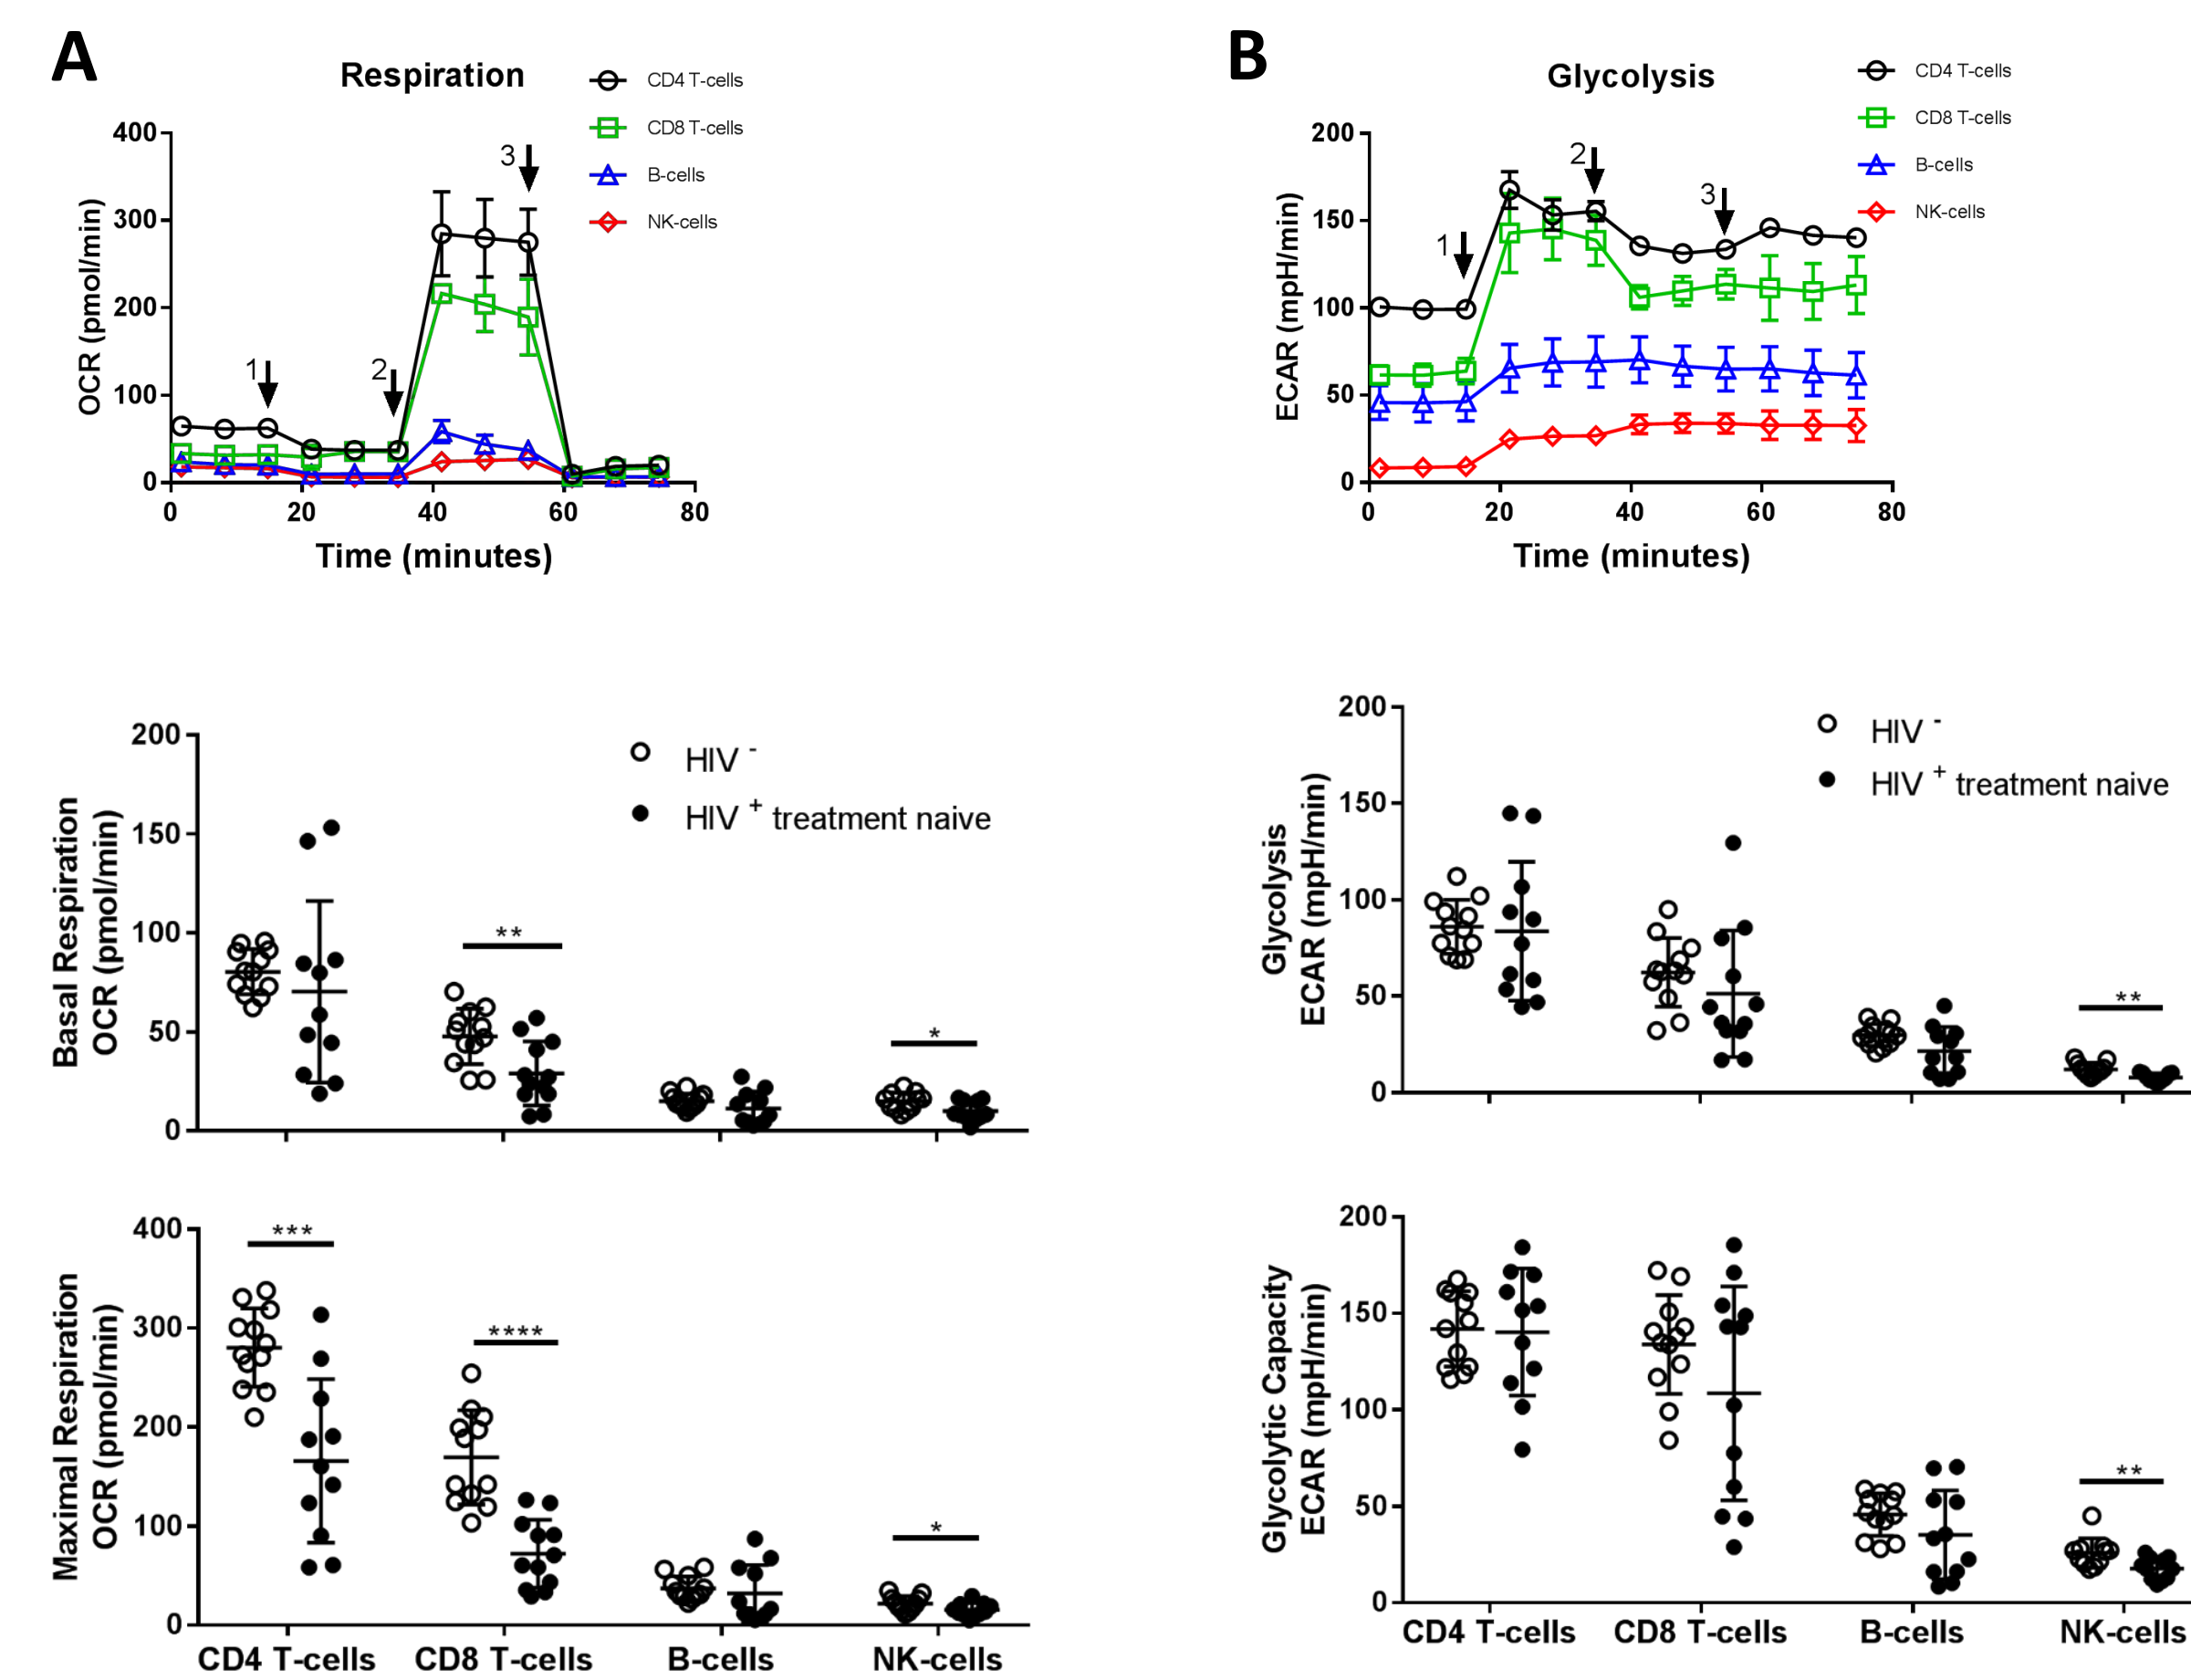 A
Respiration
CD4 T-cells
CD8 T-cells
B-cells
NK-cells
OCR (pmol/min)
400
300
200
100
0
1
2
3
0 20 40 60 80
Time (minutes)
B
Glycolysis
CD4 T-cells
CD8 T-cells
B-cells
NK-cells
ECAR (mpH/min)
200
150
100
50
0
1
2
3
0 20 40 60 80
Time (minutes)
Basal Respiration
OCR (pmol/min)
200
150
100
50
0
HIV -
HIV + treatment naive
**
*
Glycolysis
ECAR (mpH/min)
200
150
100
50
0
HIV -
HIV + treatment naive
**
Maximal Respiration
OCR (pmol/min)
400
300
200
100
0
***
****
*
CD4 T-cells CD8 T-cells B-cells NK-cells
Glycolytic Capacity
ECAR (mpH/min)
200
150
100
50
0
**
CD4 T-cells CD8 T-cells B-cells NK-cells